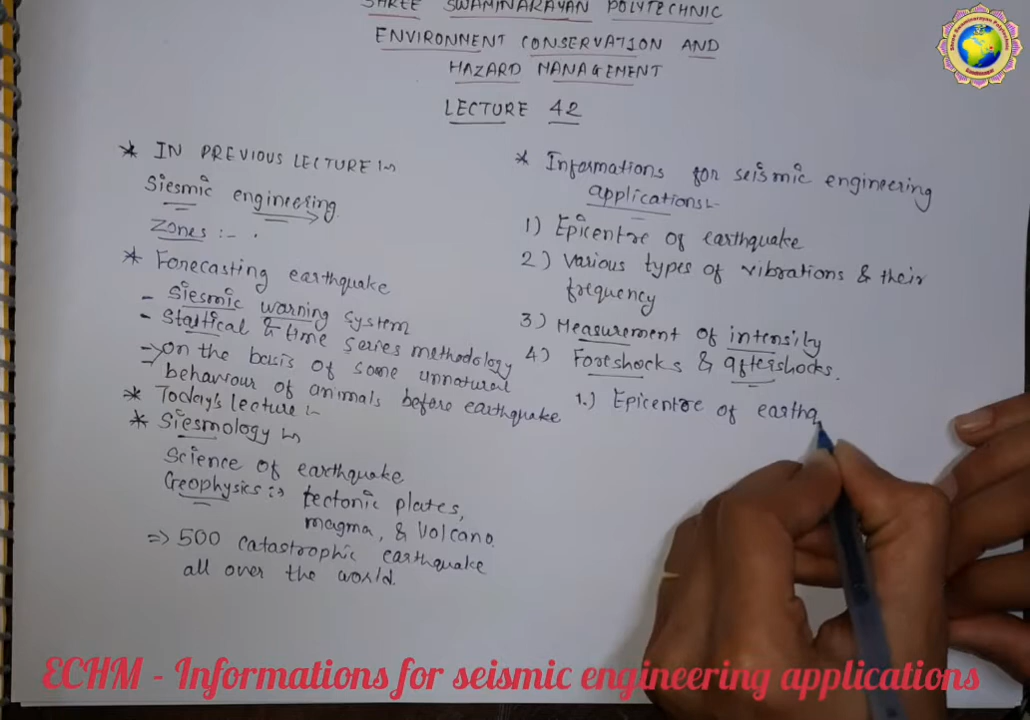 SHREE SWAMINARAYAN POLYTECHNIC
ENVIRONMENT CONSERVATION AND
HAZARD MANAGEMENT
LECTURE 42
* IN PREVIOUS LECTURE :-
Siesmic engineering.
Zones :-
* Forecasting earthquake
- Siesmic warning system
- Stastical & time series methodology
=> On the basis of some unnatural
behaviour of animals before earthquake
* Today's lecture :-
* Siesmology :-
Science of earthquake
Geophysics :-> tectonic plates,
magma, & volcano.
=> 500 catastrophic earthquake
all over the world.
* Informations for seismic engineering
applications :-
1) Epicentre of earthquake
2) Various types of vibrations & their
frequency
3.) Measurement of intensity
4.) Foreshocks & aftershocks.
1.) Epicentre of earthq
ECHM - Informations for seismic engineering applications